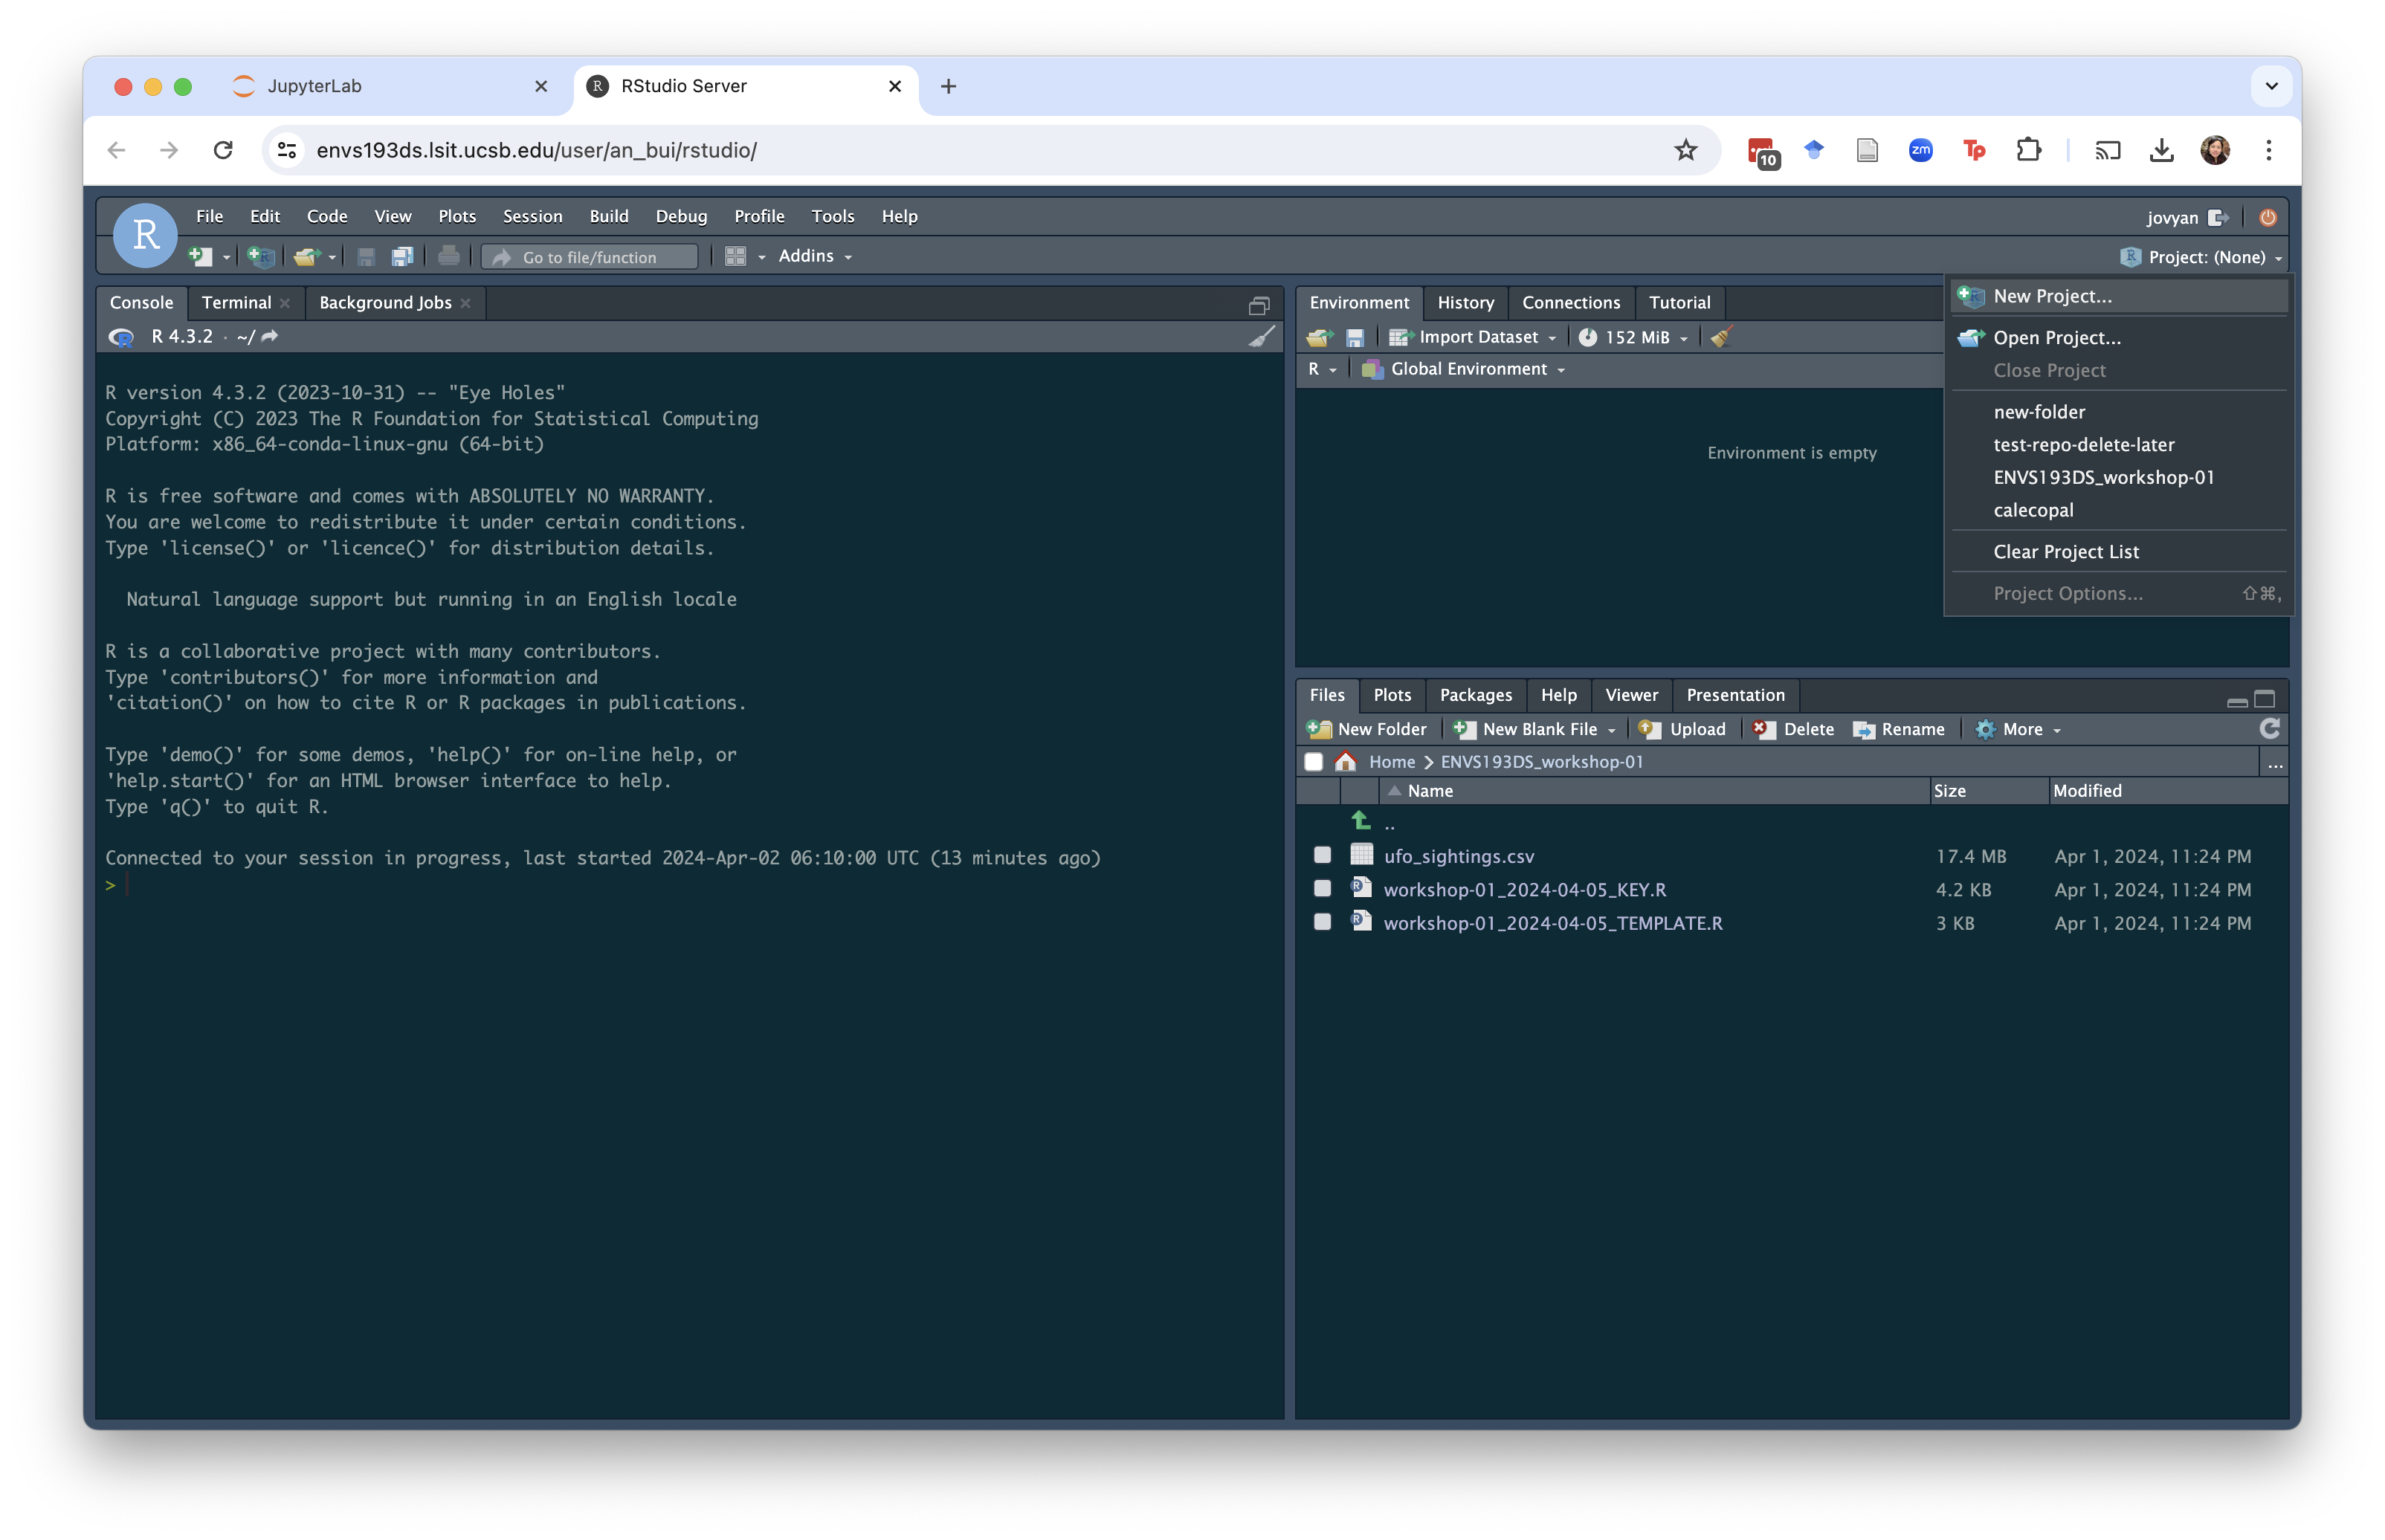 JupyterLab
RStudio Server
envs193ds.lsit.ucsb.edu/user/an_bui/rstudio/
10
zm
Tp
R
File Edit Code View Plots Session Build Debug Profile Tools Help
jovyan
Go to file/function
Addins
Project: (None)
Console Terminal Background Jobs
R 4.3.2 · ~/
R version 4.3.2 (2023-10-31) -- "Eye Holes"
Copyright (C) 2023 The R Foundation for Statistical Computing
Platform: x86_64-conda-linux-gnu (64-bit)
R is free software and comes with ABSOLUTELY NO WARRANTY.
You are welcome to redistribute it under certain conditions.
Type 'license()' or 'licence()' for distribution details.
Natural language support but running in an English locale
R is a collaborative project with many contributors.
Type 'contributors()' for more information and
'citation()' on how to cite R or R packages in publications.
Type 'demo()' for some demos, 'help()' for on-line help, or
'help.start()' for an HTML browser interface to help.
Type 'q()' to quit R.
Connected to your session in progress, last started 2024-Apr-02 06:10:00 UTC (13 minutes ago)
>
Environment History Connections Tutorial
Import Dataset 152 MiB
R Global Environment
Environment is empty
New Project...
Open Project...
Close Project
new-folder
test-repo-delete-later
ENVS193DS_workshop-01
calecopal
Clear Project List
Project Options... ⇧⌘,
Files Plots Packages Help Viewer Presentation
New Folder New Blank File Upload Delete Rename More
Home ENVS193DS_workshop-01 ...
Name Size Modified
..
ufo_sightings.csv 17.4 MB Apr 1, 2024, 11:24 PM
workshop-01_2024-04-05_KEY.R 4.2 KB Apr 1, 2024, 11:24 PM
workshop-01_2024-04-05_TEMPLATE.R 3 KB Apr 1, 2024, 11:24 PM